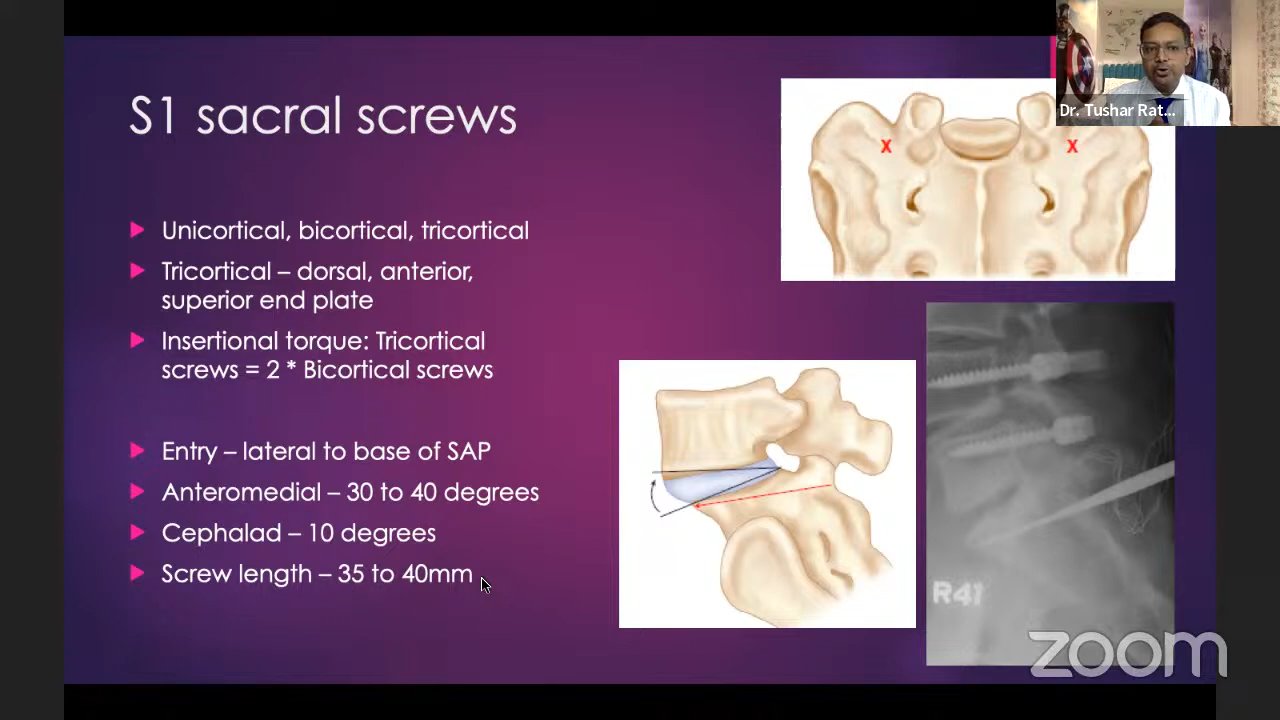 S1 sacral screws
Unicortical, bicortical, tricortical
Tricortical – dorsal, anterior,
superior end plate
Insertional torque: Tricortical
screws = 2 * Bicortical screws
Entry – lateral to base of SAP
Anteromedial – 30 to 40 degrees
Cephalad – 10 degrees
Screw length – 35 to 40mm
Dr. Tushar Rat...
X X
R41
zoom